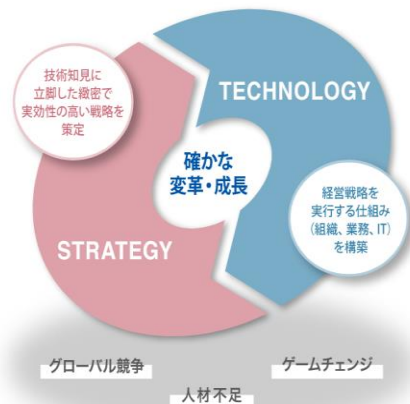 技術知見に
立脚した緻密で
実効性の高い戦略を
策定
TECHNOLOGY
確かな
変革・成長
経営戦略を
実行する仕組み
(組織、業務、IT)
を構築
STRATEGY
グローバル競争
ゲームチェンジ
人材不足